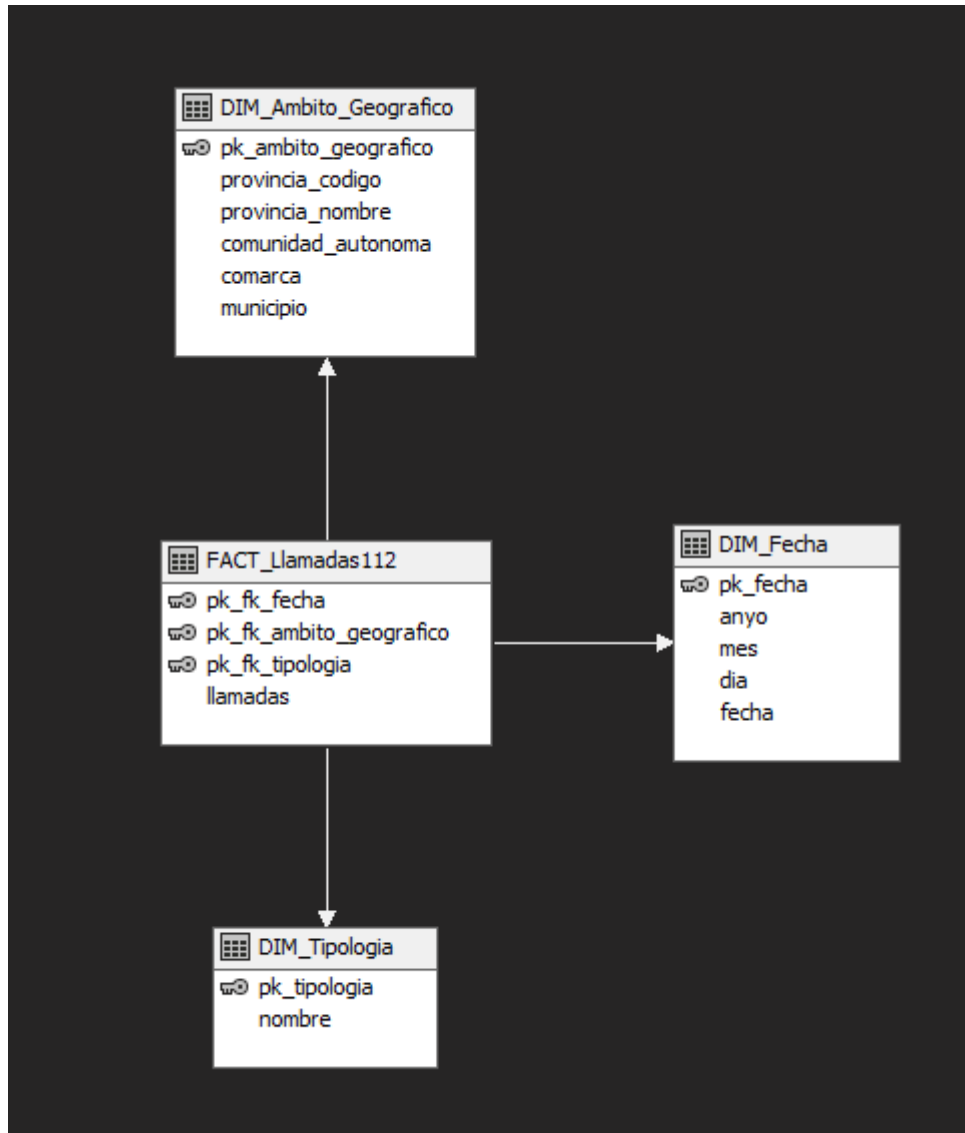 DIM_Ambito_Geografico
pk_ambito_geografico
provincia_codigo
provincia_nombre
comunidad_autonoma
comarca
municipio
FACT_Llamadas112
pk_fk_fecha
pk_fk_ambito_geografico
pk_fk_tipologia
llamadas
DIM_Fecha
pk_fecha
anyo
mes
dia
fecha
DIM_Tipologia
pk_tipologia
nombre